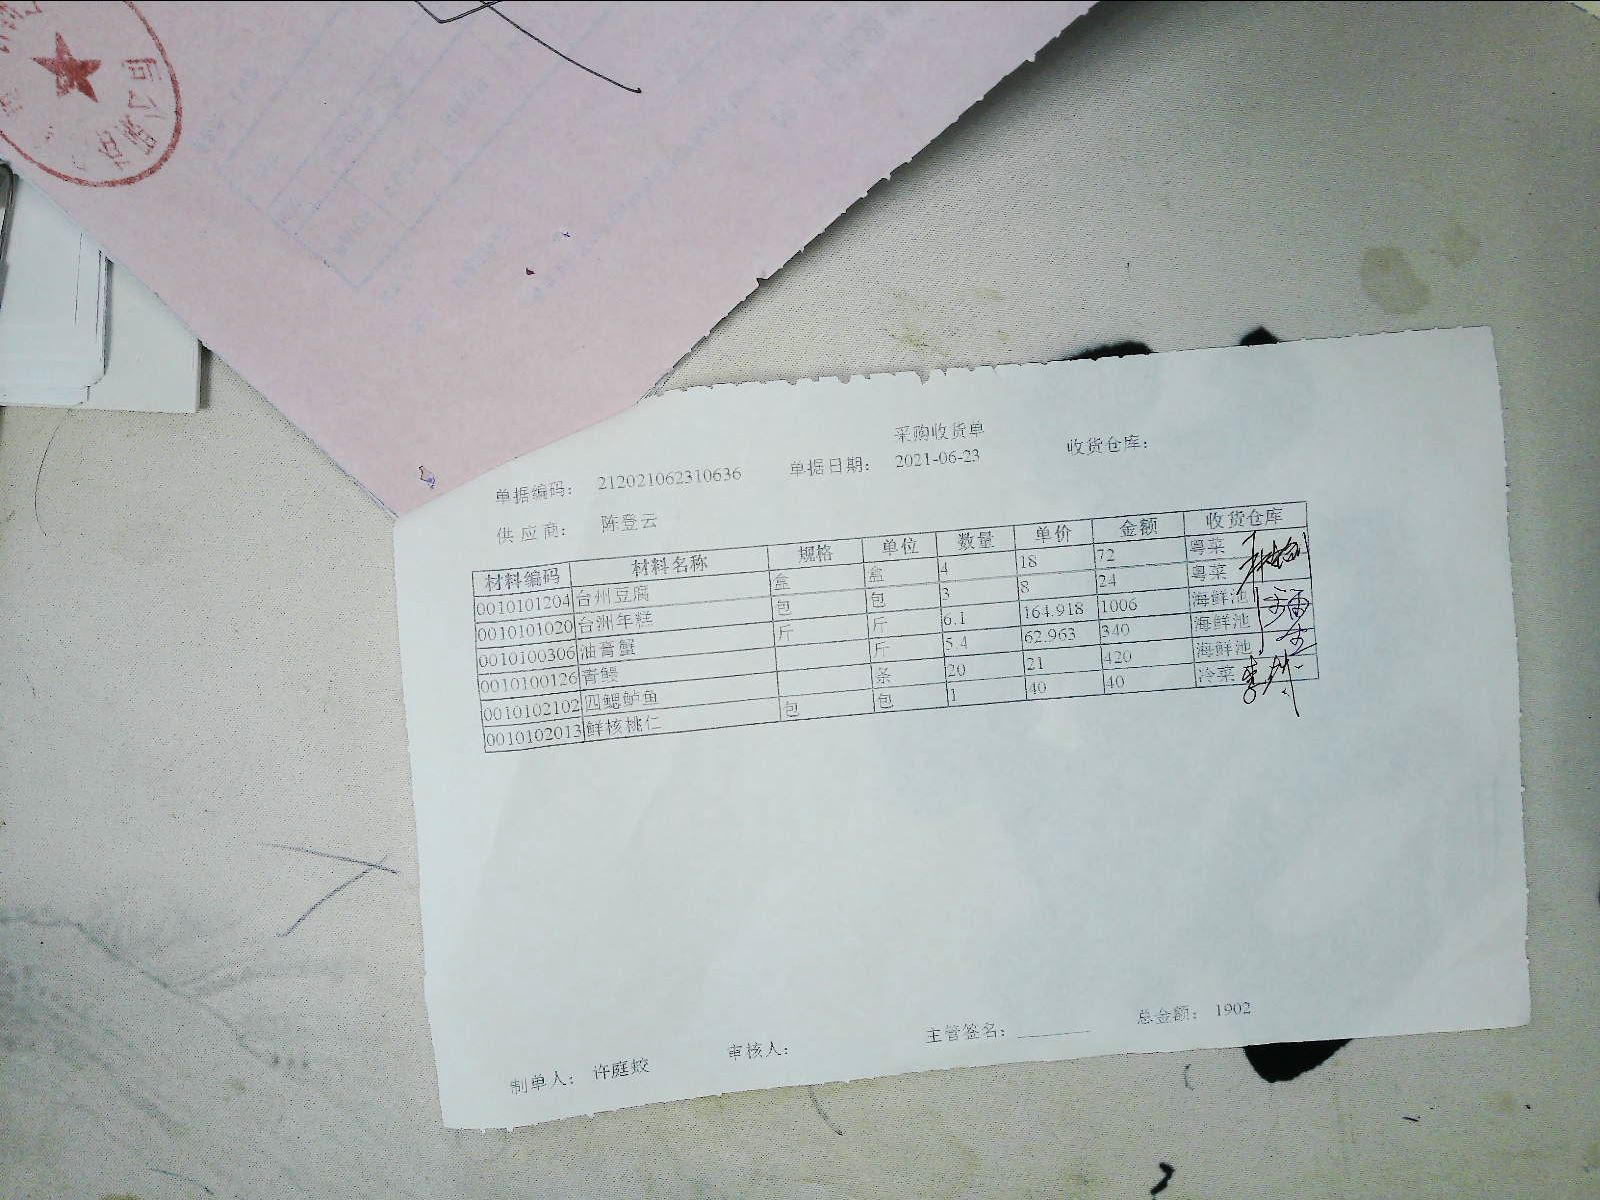 采购收货单
单据编码: 212021062310636 单据日期: 2021-06-23 收货仓库:
供应商: 陈登云
材料编码 材料名称 规格 单位 数量 单价 金额 收货仓库
0010101204 台州豆腐 盒 盒 4 18 72 粤菜
0010101020 台洲年糕 包 包 3 8 24 粤菜
0010100306 油膏蟹 斤 斤 6.1 164.918 1006 海鲜池
0010100126 青鳗 斤 5.4 62.963 340 海鲜池
0010102102 四鳃鲈鱼 条 20 21 420 海鲜池
0010102013 鲜核桃仁 包 包 1 40 40 冷菜
制单人: 许庭蛟 审核人: 主管签名: 总金额: 1902